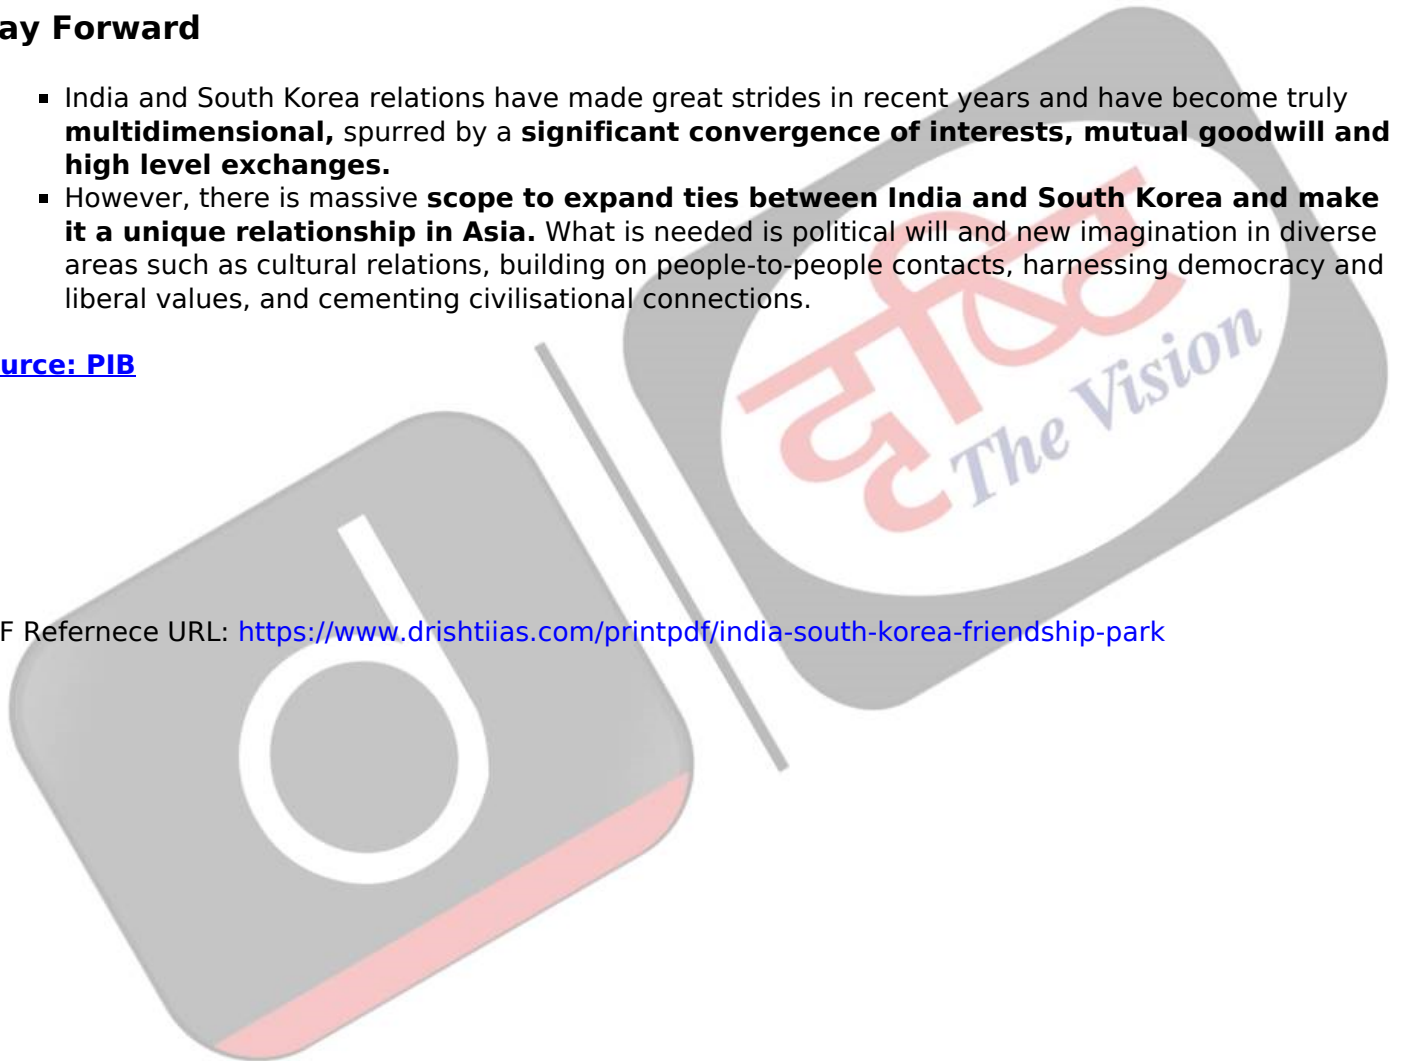 ay Forward
▪ India and South Korea relations have made great strides in recent years and have become truly
multidimensional, spurred by a significant convergence of interests, mutual goodwill and
high level exchanges.
▪ However, there is massive scope to expand ties between India and South Korea and make
it a unique relationship in Asia. What is needed is political will and new imagination in diverse
areas such as cultural relations, building on people-to-people contacts, harnessing democracy and
liberal values, and cementing civilisational connections.
urce: PIB
दृष्टि
The Vision
d
F Refernece URL: https://www.drishtiias.com/printpdf/india-south-korea-friendship-park